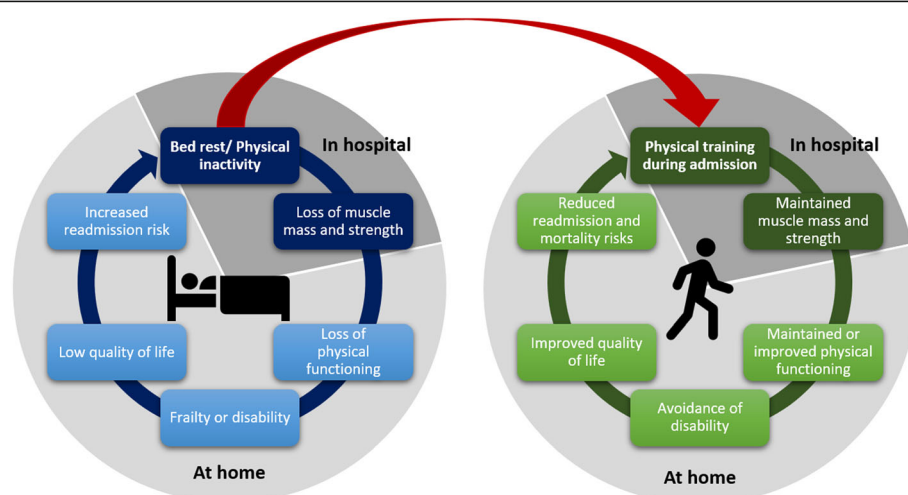 Bed rest/ Physical
inactivity
In hospital
Loss of muscle
mass and strength
Loss of
physical
functioning
Frailty or disability
Low quality of life
Increased
readmission risk
At home
Physical training
during admission
In hospital
Maintained
muscle mass and
strength
Maintained or
improved physical
functioning
Avoidance of
disability
Improved quality
of life
Reduced
readmission and
mortality risks
At home